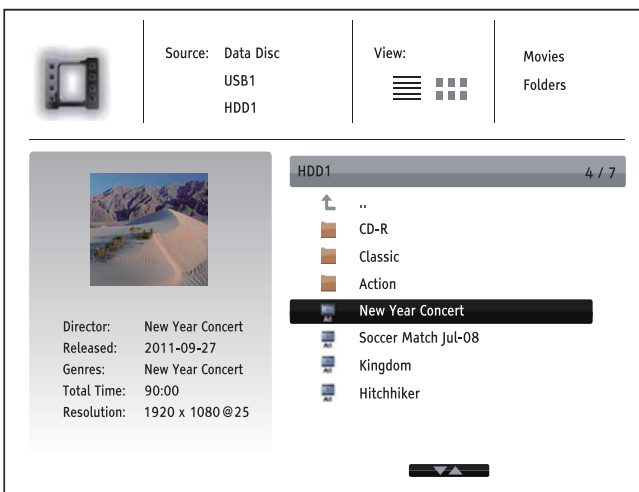 Source: Data Disc
USB1
HDD1
View:
Movies
Folders
HDD1 4 / 7
..
CD-R
Classic
Action
New Year Concert
Soccer Match Jul-08
Kingdom
Hitchhiker
Director: New Year Concert
Released: 2011-09-27
Genres: New Year Concert
Total Time: 90:00
Resolution: 1920 x 1080@25